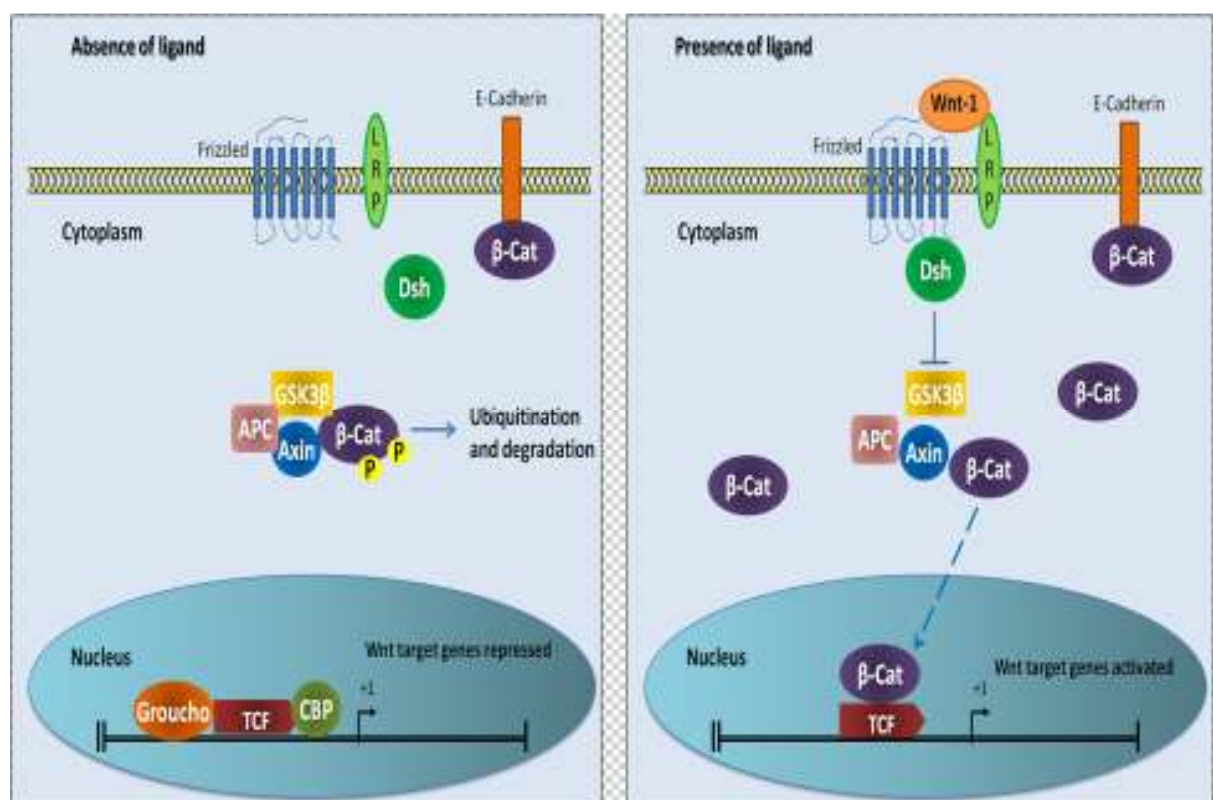 Absence of ligand
E-Cadherin
Frizzled
L
R
P
Cytoplasm
β-Cat
Dsh
GSK3β
APC
Axin
β-Cat
P
P
Ubiquitination
and degradation
Nucleus
Wnt target genes repressed
+1
Groucho
TCF
CBP
Presence of ligand
Wnt-1
E-Cadherin
Frizzled
L
R
P
Cytoplasm
β-Cat
Dsh
GSK3β
β-Cat
APC
Axin
β-Cat
β-Cat
Nucleus
β-Cat
Wnt target genes activated
+1
TCF